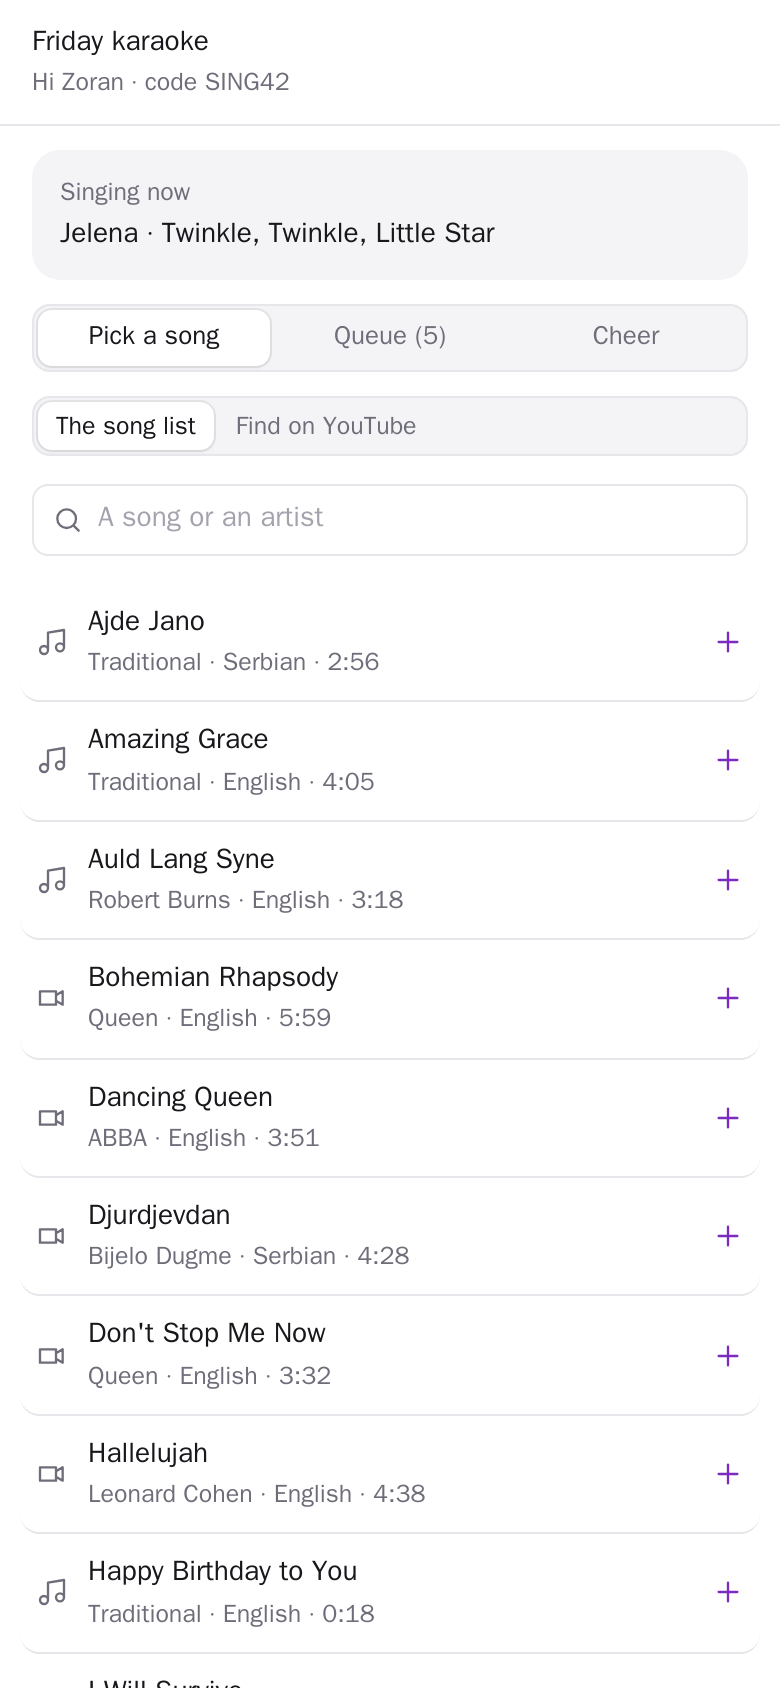 Friday karaoke
Hi Zoran · code SING42
Singing now
Jelena · Twinkle, Twinkle, Little Star
Pick a song
Queue (5)
Cheer
The song list
Find on YouTube
A song or an artist
Ajde Jano
Traditional · Serbian · 2:56
Amazing Grace
Traditional · English · 4:05
Auld Lang Syne
Robert Burns · English · 3:18
Bohemian Rhapsody
Queen · English · 5:59
Dancing Queen
ABBA · English · 3:51
Djurdjevdan
Bijelo Dugme · Serbian · 4:28
Don't Stop Me Now
Queen · English · 3:32
Hallelujah
Leonard Cohen · English · 4:38
Happy Birthday to You
Traditional · English · 0:18
I Will Survive